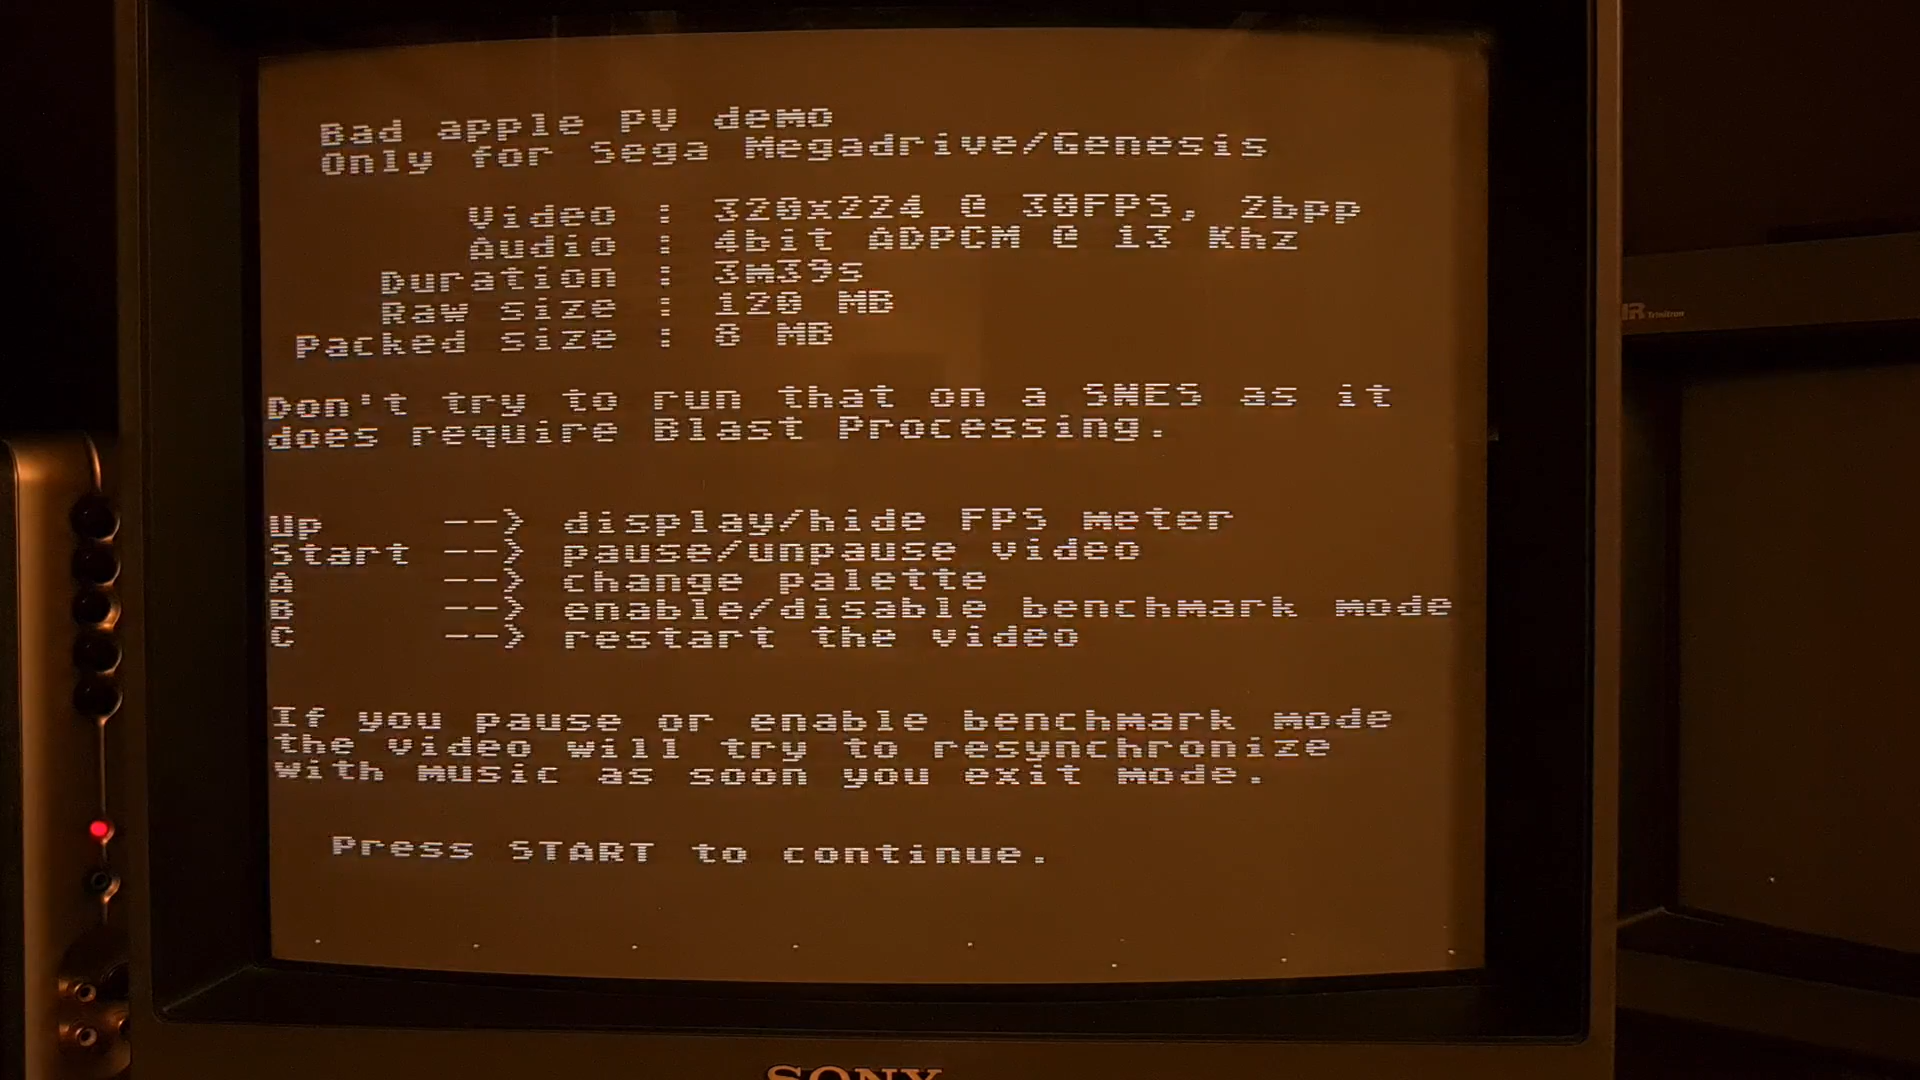 Bad apple PV demo
Only for Sega Megadrive/Genesis
Video : 320x224 @ 30FPS, 2bpp
Audio : 4bit ADPCM @ 13 Khz
Duration : 3m39s
Raw size : 120 MB
Packed size : 8 MB
Don't try to run that on a SNES as it
does require Blast Processing.
Up --> display/hide FPS meter
Start --> pause/unpause video
A --> change palette
B --> enable/disable benchmark mode
C --> restart the video
If you pause or enable benchmark mode
the video will try to resynchronize
with music as soon you exit mode.
Press START to continue.
SONY
Trinitron